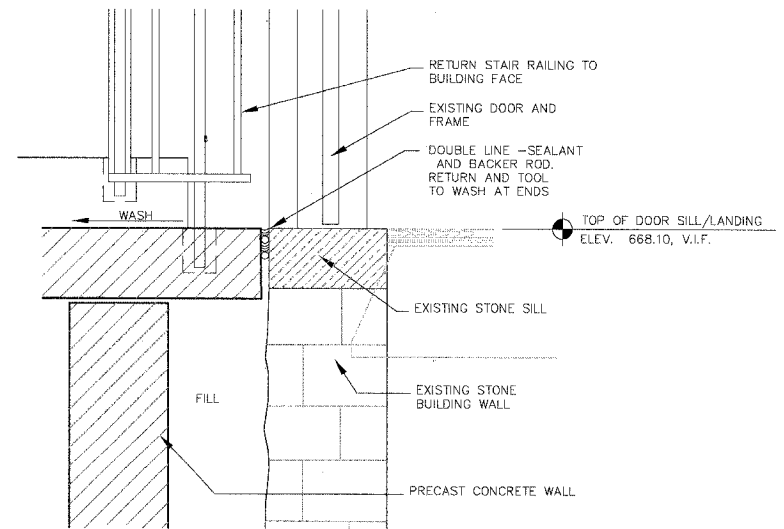 RETURN STAIR RAILING TO
BUILDING FACE
EXISTING DOOR AND
FRAME
DOUBLE LINE -SEALANT
AND BACKER ROD.
RETURN AND TOOL
TO WASH AT ENDS
WASH
TOP OF DOOR SILL/LANDING
ELEV. 668.10, V.I.F.
EXISTING STONE SILL
EXISTING STONE
BUILDING WALL
FILL
PRECAST CONCRETE WALL